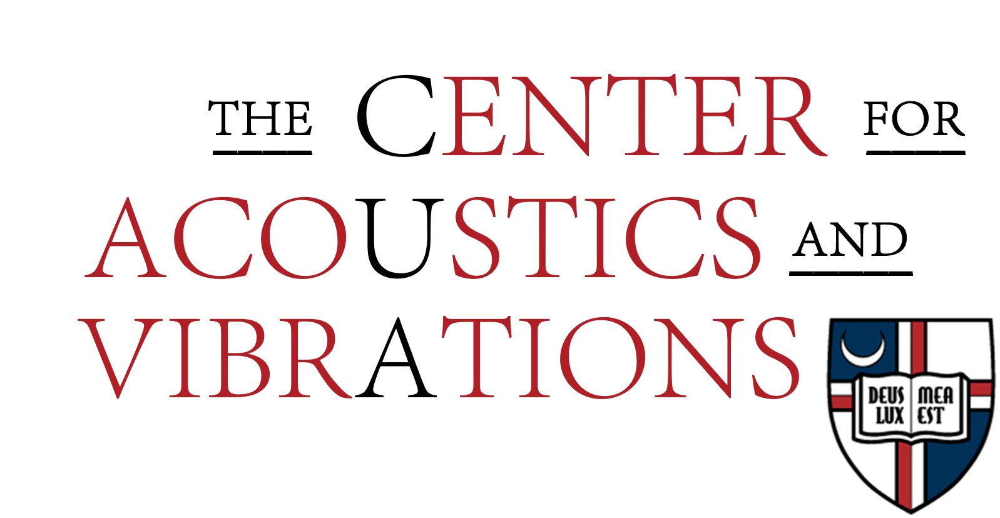 THE CENTER FOR
ACOUSTICS AND
VIBRATIONS
DEUS MEA
LUX EST